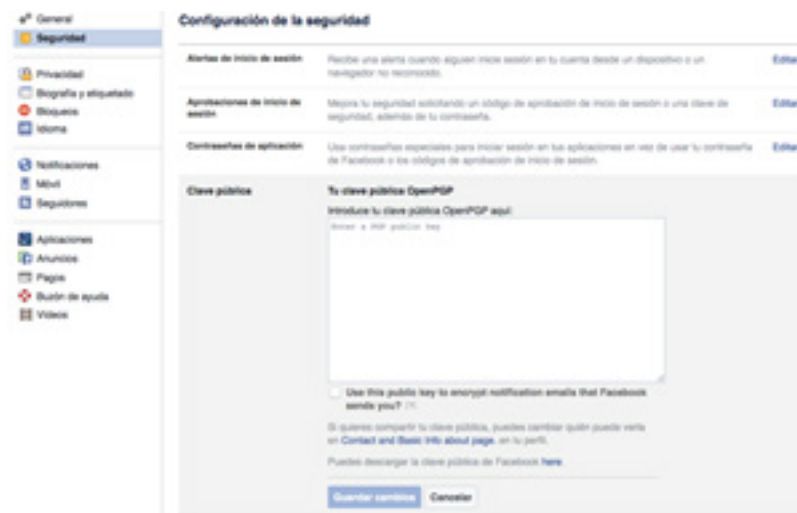 General
Seguridad
Privacidad
Biografía y etiquetado
Bloqueos
Idioma
Notificaciones
Móvil
Seguidores
Aplicaciones
Anuncios
Pagos
Buzón de ayuda
Vídeos
Configuración de la seguridad
Alertas de inicio de sesión
Recibe una alerta cuando alguien inicie sesión en tu cuenta desde un dispositivo o un
navegador no reconocido.
Editar
Aprobaciones de inicio de
sesión
Mejora tu seguridad solicitando un código de aprobación de inicio de sesión o una clave de
seguridad, además de tu contraseña.
Editar
Contraseñas de aplicación
Usa contraseñas especiales para iniciar sesión en tus aplicaciones en vez de usar tu contraseña
de Facebook o los códigos de aprobación de inicio de sesión.
Editar
Clave pública
Tu clave pública OpenPGP
Introduce tu clave pública OpenPGP aquí:
Enter a PGP public key
Use this public key to encrypt notification emails that Facebook
sends you? [?]
Si quieres compartir tu clave pública, puedes cambiar quién puede verla
en Contact and Basic Info about page, en tu perfil.
Puedes descargar la clave pública de Facebook here.
Guardar cambios
Cancelar